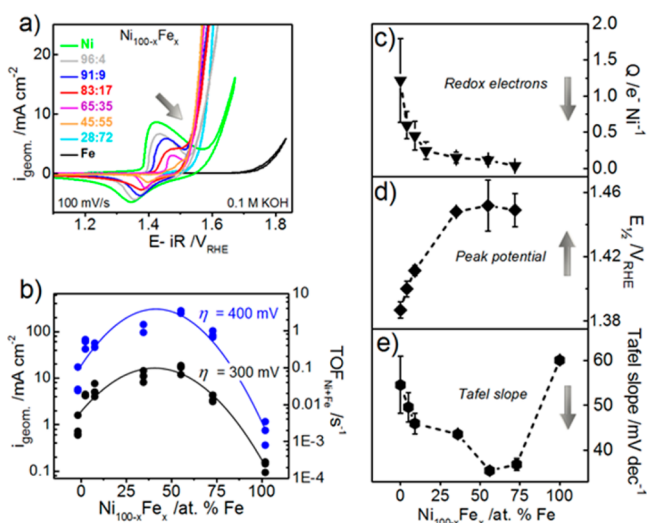 a)
Ni100-xFex
Ni
96:4
91:9
83:17
65:35
45:55
28:72
Fe
20
10
0
igeom. /mA cm-2
100 mV/s
0.1 M KOH
1.2
1.4
1.6
1.8
E- iR /VRHE
b)
η = 400 mV
η = 300 mV
100
10
1
0.1
igeom. /mA cm-2
10
1
0.1
0.01
1E-3
1E-4
TOF Ni+Fe /s-1
0
25
50
75
100
Ni100-xFex /at. % Fe
c)
Redox electrons
2.0
1.5
1.0
0.5
0.0
Q /e- Ni-1
d)
Peak potential
1.46
1.42
1.38
E½/VRHE
e)
Tafel slope
60
50
40
Tafel slope /mV dec-1
0
25
50
75
100
Ni100-xFex /at. % Fe